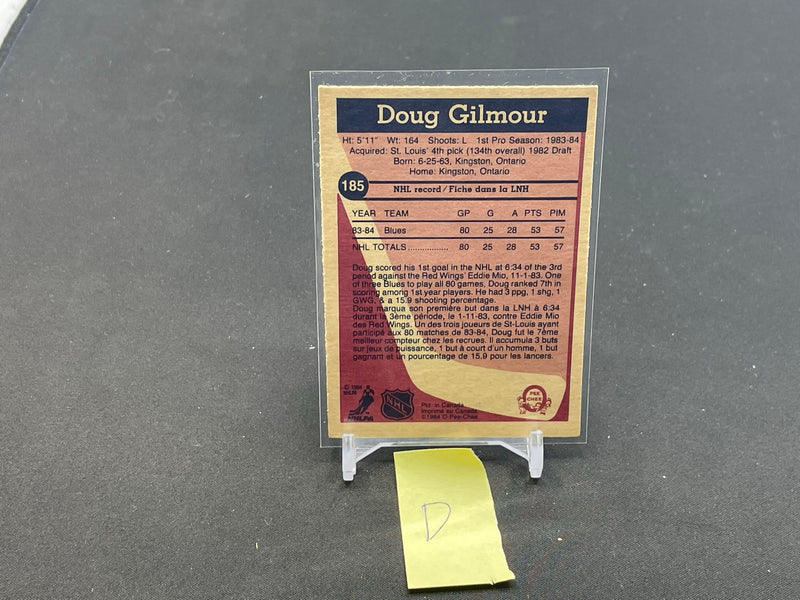 Doug Gilmour
Ht: 5'11" Wt: 164 Shoots: L 1st Pro Season: 1983-84
Acquired: St. Louis' 4th pick (134th overall) 1982 Draft
Born: 6-25-63, Kingston, Ontario
Home: Kingston, Ontario
185
NHL record / Fiche dans la LNH
YEAR TEAM GP G A PTS PIM
83-84 Blues 80 25 28 53 57
NHL TOTALS................. 80 25 28 53 57
Doug scored his 1st goal in the NHL at 6:34 of the 3rd
period against the Red Wings' Eddie Mio, 11-1-83. One
of three Blues to play all 80 games, Doug ranked 7th in
scoring among 1st year players. He had 3 ppg, 1 shg, 1
GWG, & a 15.9 shooting percentage.
Doug marqua son première but dans la LNH à 6:34
durant la 3ème période, le 1-11-83, contre Eddie Mio
des Red Wings. Un des trois joueurs de St-Louis ayant
participé aux 80 matches de 83-84, Doug fut le 7ème
meilleur compteur chez les recrues. Il accumula 3 buts
sur jeux de puissance, 1 but à court d'un homme, 1 but
gagnant et un pourcentage de 15.9 pour les lancers.
© 1984
NHLPA
NHLPA
NHL
Ptd. in Canada
Imprimé au Canada
©1984 O-Pee-Chee
PEE
CHEE
D